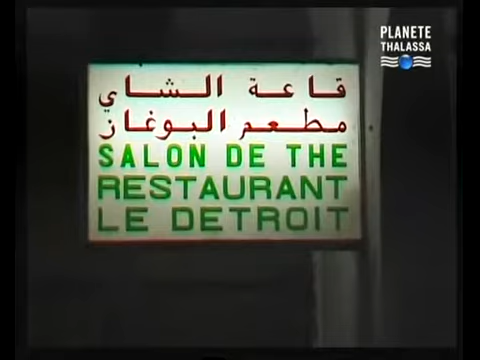 PLANETE
THALASSA
قاعة الشاي
مطعم البوغاز
SALON DE THE
RESTAURANT
LE DETROIT